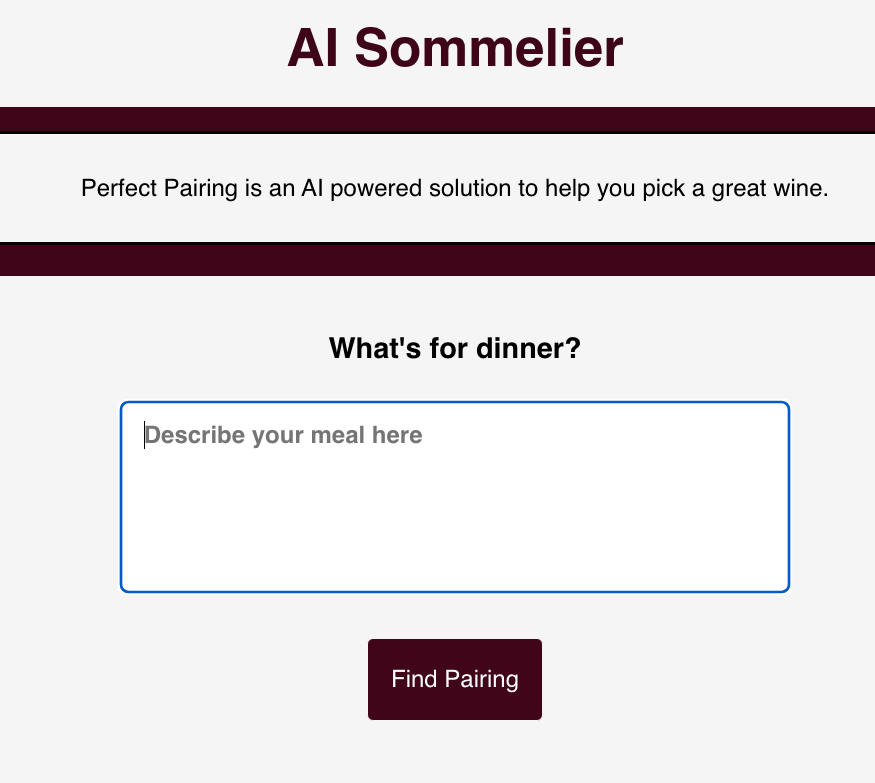 AI Sommelier
Perfect Pairing is an AI powered solution to help you pick a great wine.
What's for dinner?
Describe your meal here
Find Pairing